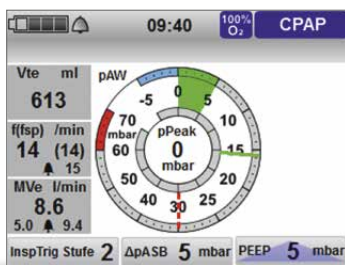 09:40 100% O₂ CPAP
Vte ml
613
f(fsp) /min
14 (14)
15
MVe l/min
8.6
5.0 9.4
pAW
-5 0 5 10 15 20 25 30 40 50 60 70
mbar
pPeak
0
mbar
InspTrig Stufe 2 ΔpASB 5 mbar PEEP 5 mbar